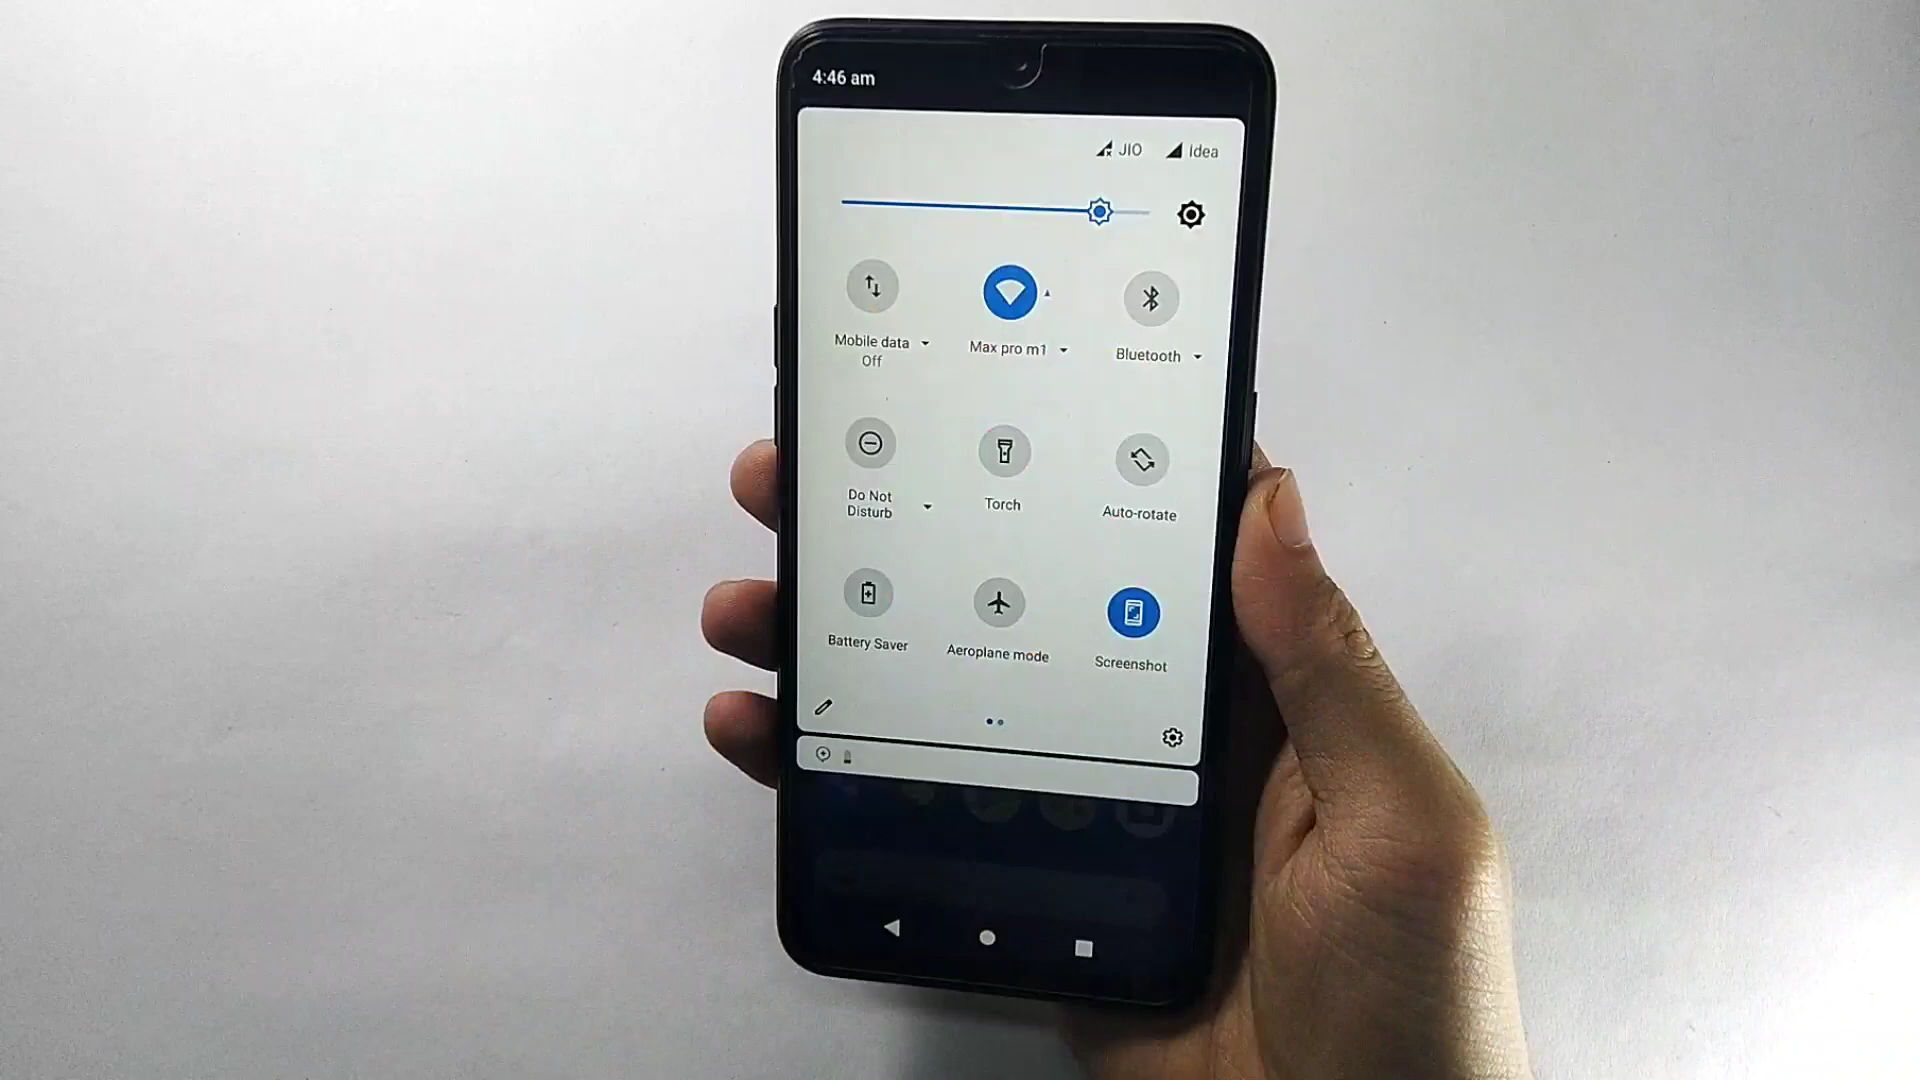 4:46 am
JIO Idea
Mobile data
Off
Max pro m1
Bluetooth
Do Not
Disturb
Torch
Auto-rotate
Battery Saver
Aeroplane mode
Screenshot